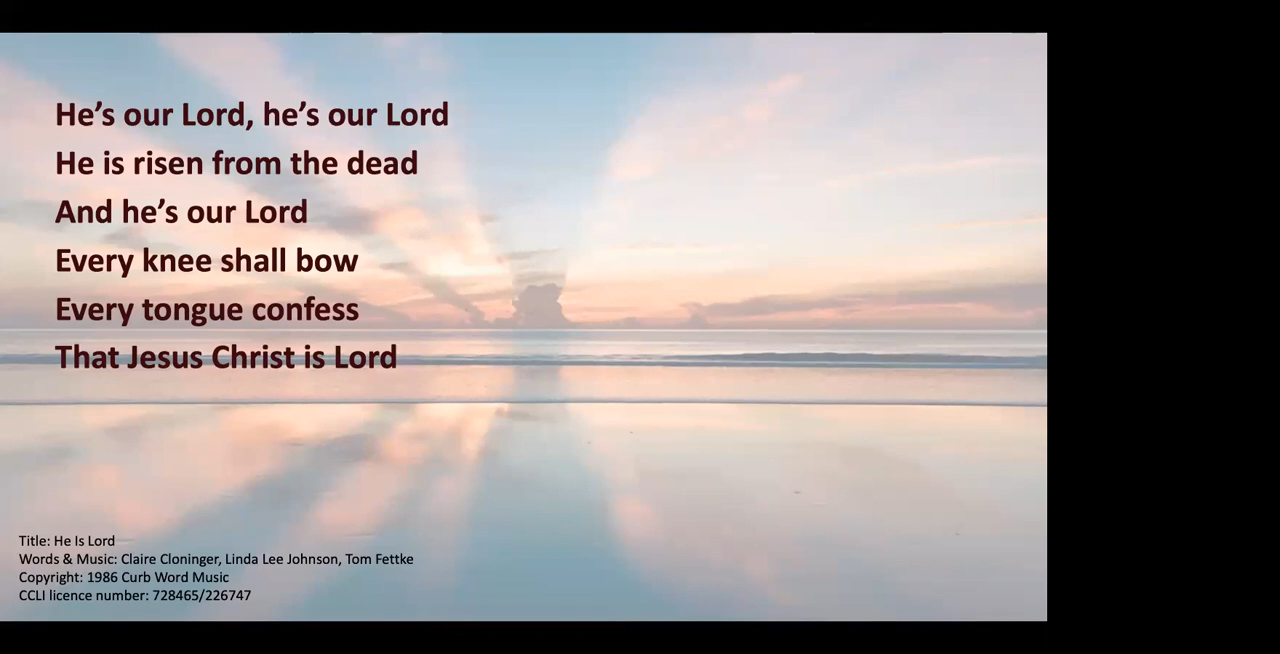 He’s our Lord, he’s our Lord
He is risen from the dead
And he’s our Lord
Every knee shall bow
Every tongue confess
That Jesus Christ is Lord
Title: He Is Lord
Words & Music: Claire Cloninger, Linda Lee Johnson, Tom Fettke
Copyright: 1986 Curb Word Music
CCLI licence number: 728465/226747